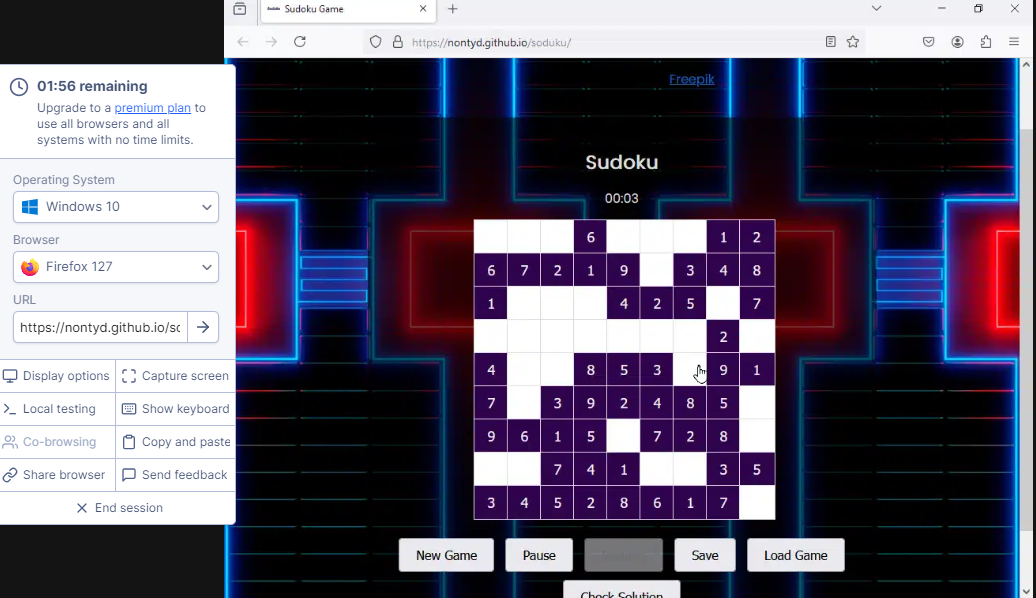 Sudoku Game
https://nontyd.github.io/soduku/
01:56 remaining
Upgrade to a premium plan to
use all browsers and all
systems with no time limits.
Operating System
Windows 10
Browser
Firefox 127
URL
https://nontyd.github.io/sc
Display options
Capture screen
Local testing
Show keyboard
Co-browsing
Copy and paste
Share browser
Send feedback
End session
Freepik
Sudoku
00:03
6 1 2
6 7 2 1 9 3 4 8
1 4 2 5 7
2
4 8 5 3 9 1
7 3 9 2 4 8 5
9 6 1 5 7 2 8
7 4 1 3 5
3 4 5 2 8 6 1 7
New Game
Pause
Save
Load Game
Check Solution